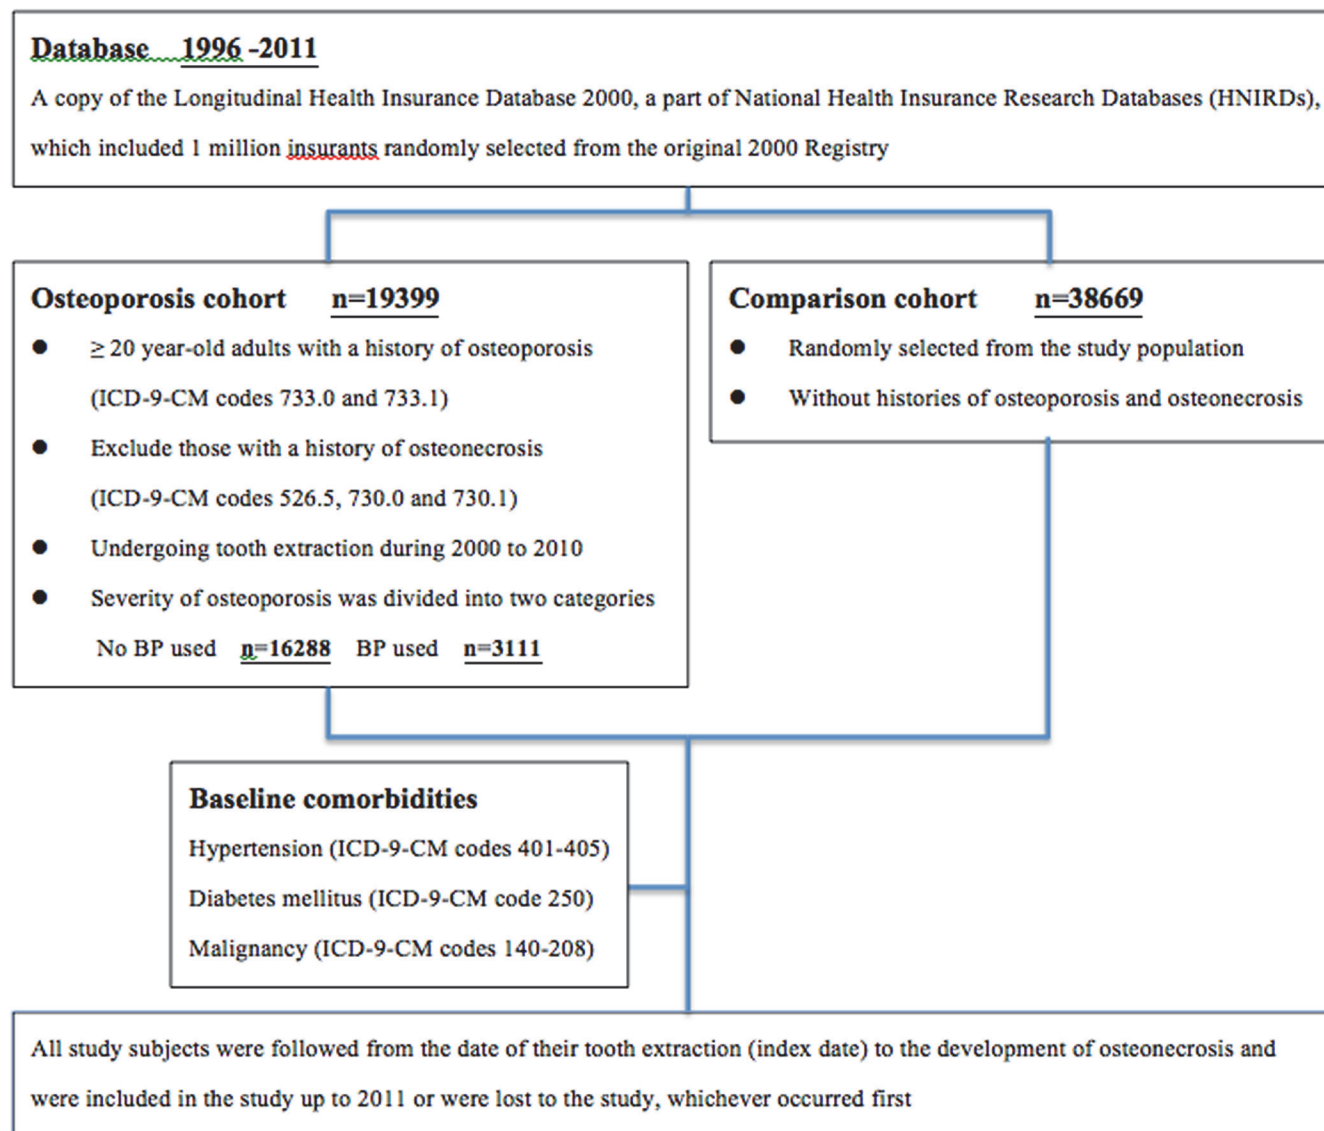 Database 1996 -2011
A copy of the Longitudinal Health Insurance Database 2000, a part of National Health Insurance Research Databases (HNIRDs),
which included 1 million insurants randomly selected from the original 2000 Registry
Osteoporosis cohort n=19399
● ≥ 20 year-old adults with a history of osteoporosis
(ICD-9-CM codes 733.0 and 733.1)
● Exclude those with a history of osteonecrosis
(ICD-9-CM codes 526.5, 730.0 and 730.1)
● Undergoing tooth extraction during 2000 to 2010
● Severity of osteoporosis was divided into two categories
No BP used n=16288 BP used n=3111
Comparison cohort n=38669
● Randomly selected from the study population
● Without histories of osteoporosis and osteonecrosis
Baseline comorbidities
Hypertension (ICD-9-CM codes 401-405)
Diabetes mellitus (ICD-9-CM code 250)
Malignancy (ICD-9-CM codes 140-208)
All study subjects were followed from the date of their tooth extraction (index date) to the development of osteonecrosis and
were included in the study up to 2011 or were lost to the study, whichever occurred first